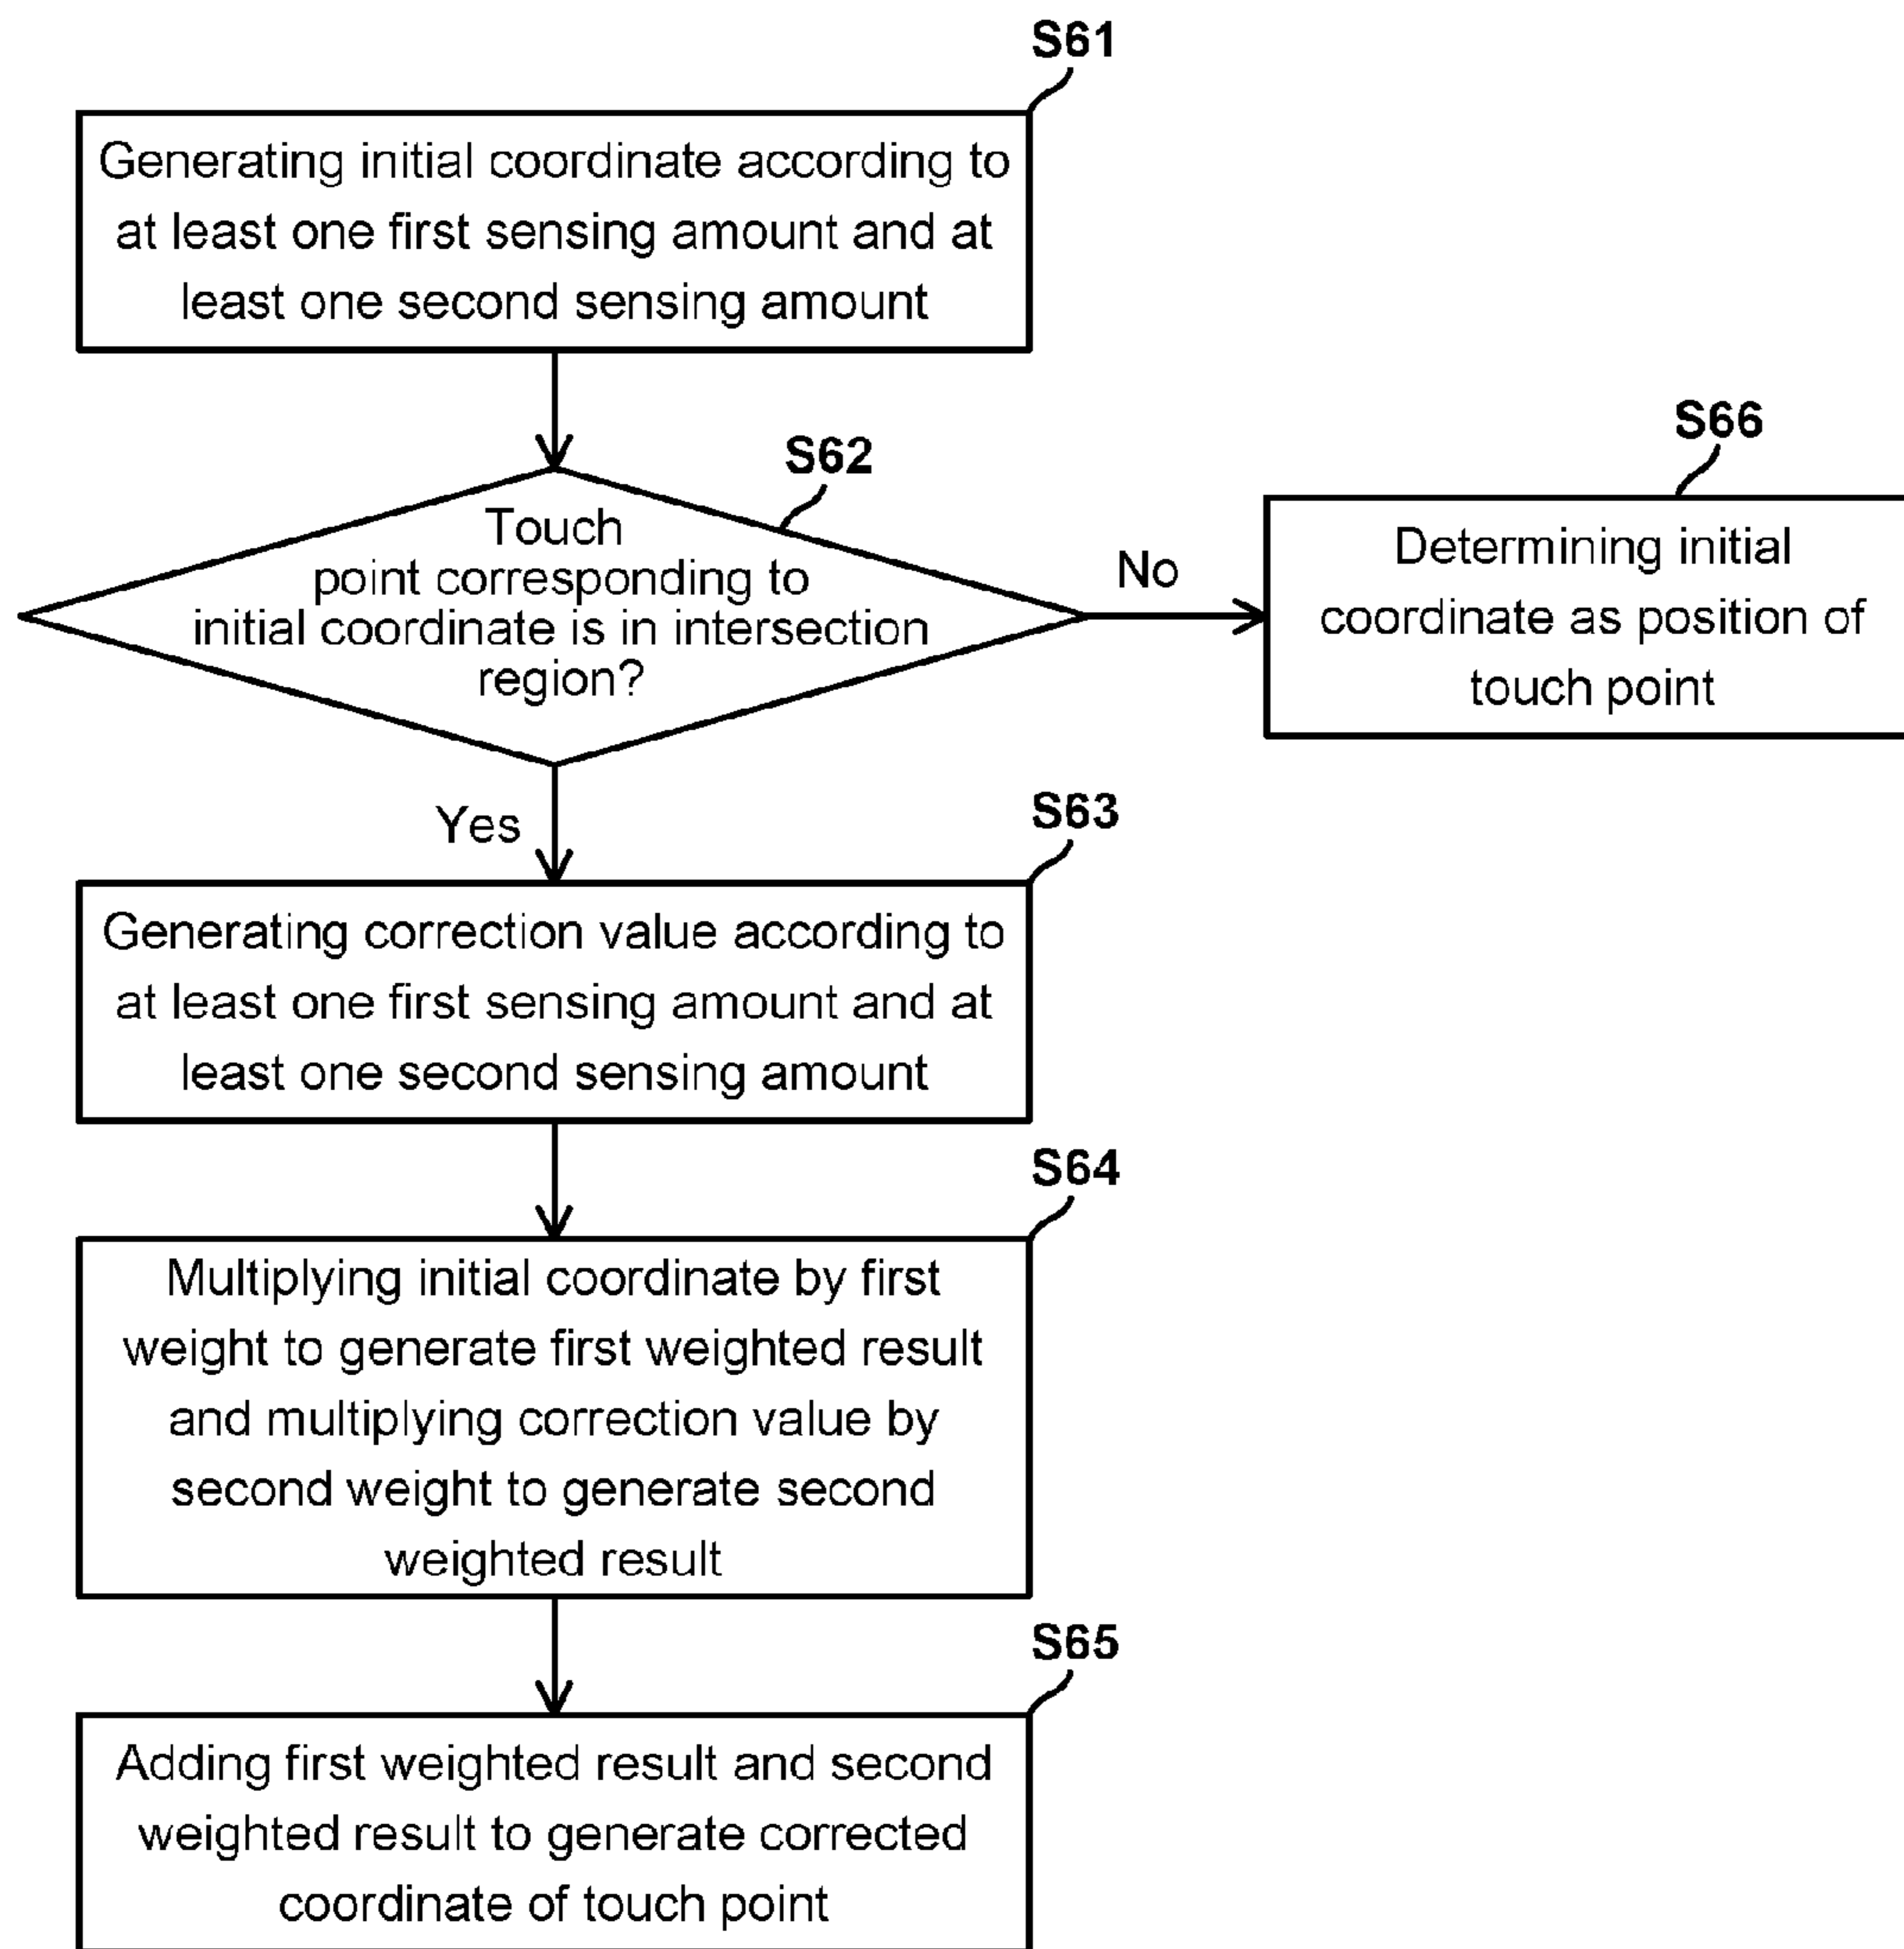 S61
Generating initial coordinate according to
at least one first sensing amount and at
least one second sensing amount
S62
Touch
point corresponding to
initial coordinate is in intersection
region?
No
S66
Determining initial
coordinate as position of
touch point
Yes
S63
Generating correction value according to
at least one first sensing amount and at
least one second sensing amount
S64
Multiplying initial coordinate by first
weight to generate first weighted result
and multiplying correction value by
second weight to generate second
weighted result
S65
Adding first weighted result and second
weighted result to generate corrected
coordinate of touch point